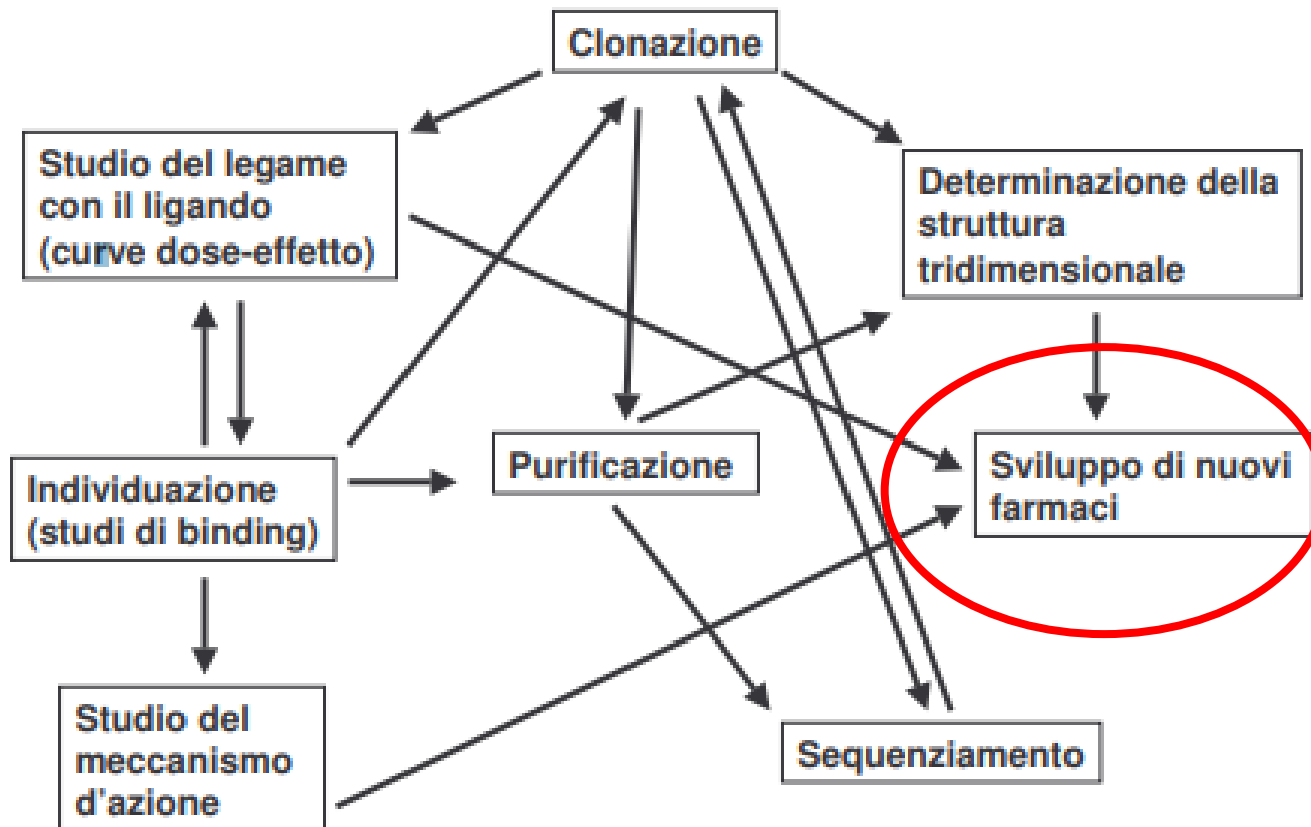 Clonazione
Studio del legame
con il ligando
(curve dose-effetto)
Determinazione della
struttura
tridimensionale
Individuazione
(studi di binding)
Purificazione
Sviluppo di nuovi
farmaci
Studio del
meccanismo
d'azione
Sequenziamento